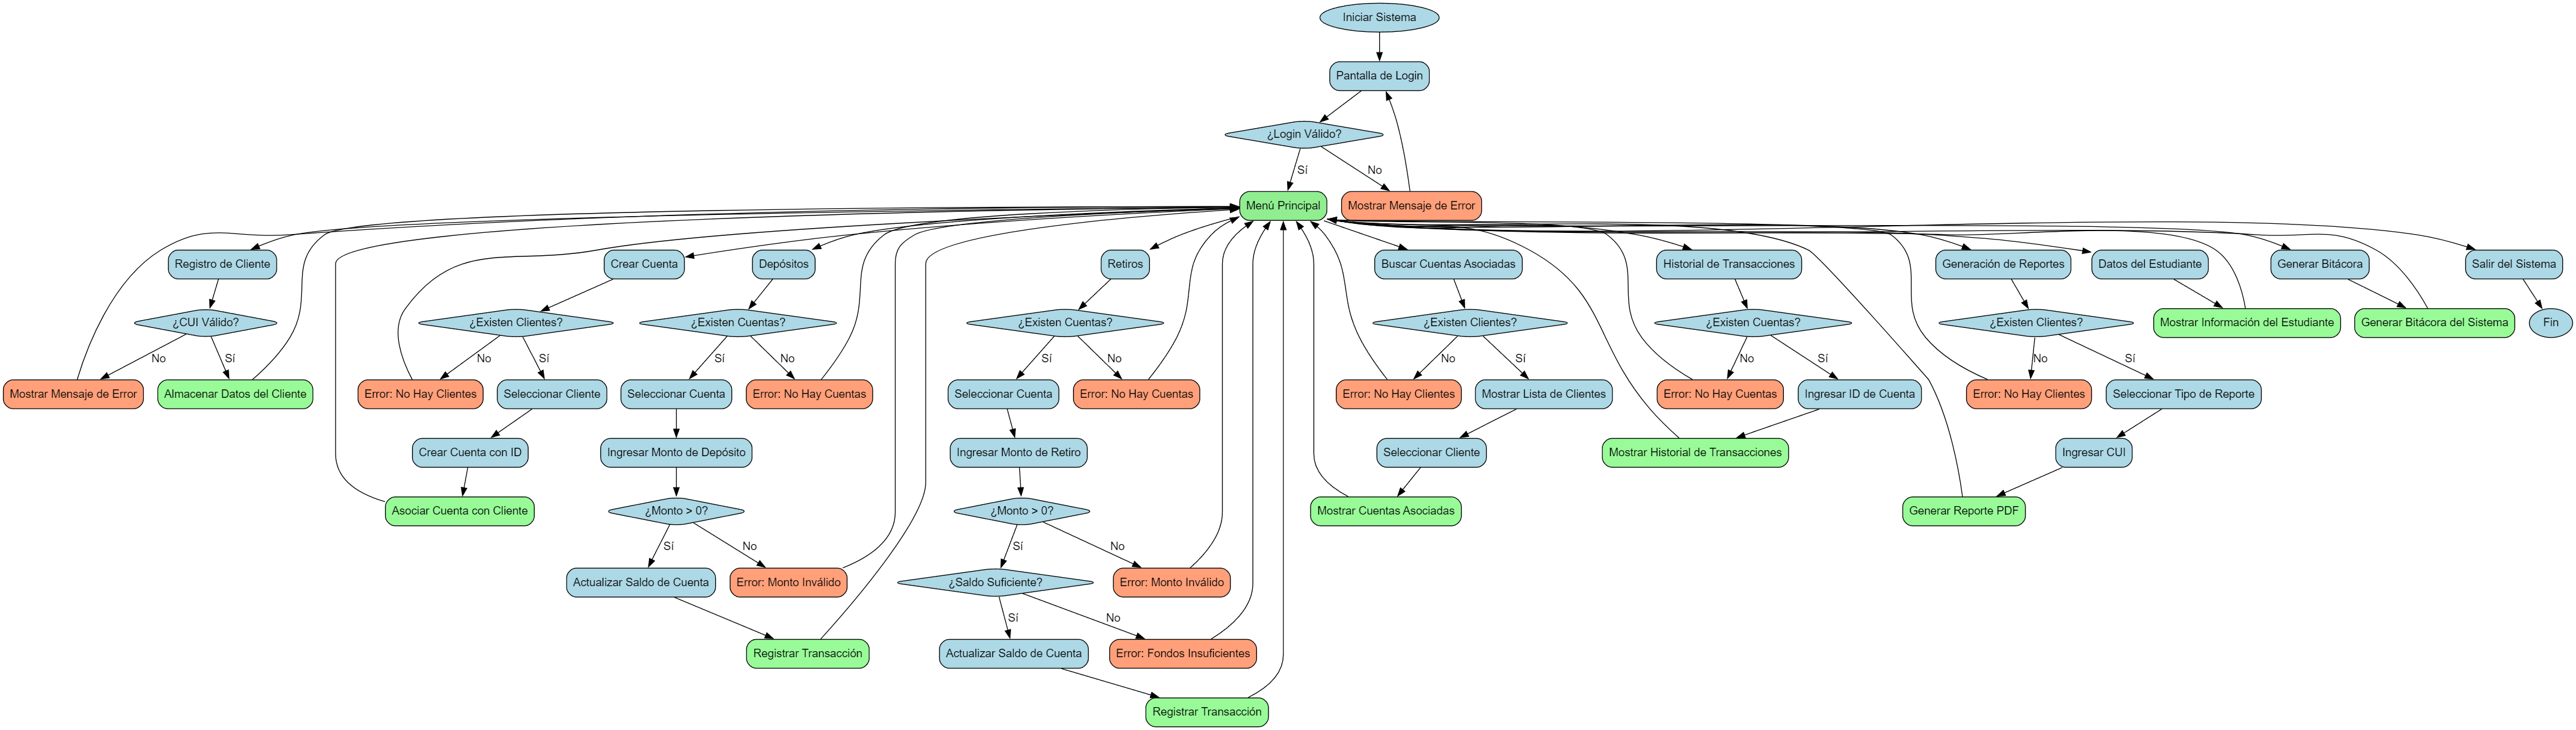 Iniciar Sistema
Pantalla de Login
¿Login Válido?
Sí
No
Menú Principal
Mostrar Mensaje de Error
Registro de Cliente
Crear Cuenta
Depósitos
Retiros
Buscar Cuentas Asociadas
Historial de Transacciones
Generación de Reportes
Datos del Estudiante
Generar Bitácora
Salir del Sistema
¿CUI Válido?
¿Existen Clientes?
¿Existen Cuentas?
¿Existen Cuentas?
¿Existen Clientes?
¿Existen Cuentas?
¿Existen Clientes?
Mostrar Información del Estudiante
Generar Bitácora del Sistema
Fin
No
Sí
No
Sí
Sí
No
Sí
No
No
Sí
No
Sí
No
Sí
Mostrar Mensaje de Error
Almacenar Datos del Cliente
Error: No Hay Clientes
Seleccionar Cliente
Seleccionar Cuenta
Error: No Hay Cuentas
Seleccionar Cuenta
Error: No Hay Cuentas
Error: No Hay Clientes
Mostrar Lista de Clientes
Error: No Hay Cuentas
Ingresar ID de Cuenta
Error: No Hay Clientes
Seleccionar Tipo de Reporte
Crear Cuenta con ID
Ingresar Monto de Depósito
Ingresar Monto de Retiro
Seleccionar Cliente
Mostrar Historial de Transacciones
Ingresar CUI
Asociar Cuenta con Cliente
¿Monto > 0?
¿Monto > 0?
Mostrar Cuentas Asociadas
Generar Reporte PDF
Sí
No
Sí
No
Actualizar Saldo de Cuenta
Error: Monto Inválido
¿Saldo Suficiente?
Error: Monto Inválido
Sí
No
Registrar Transacción
Actualizar Saldo de Cuenta
Error: Fondos Insuficientes
Registrar Transacción